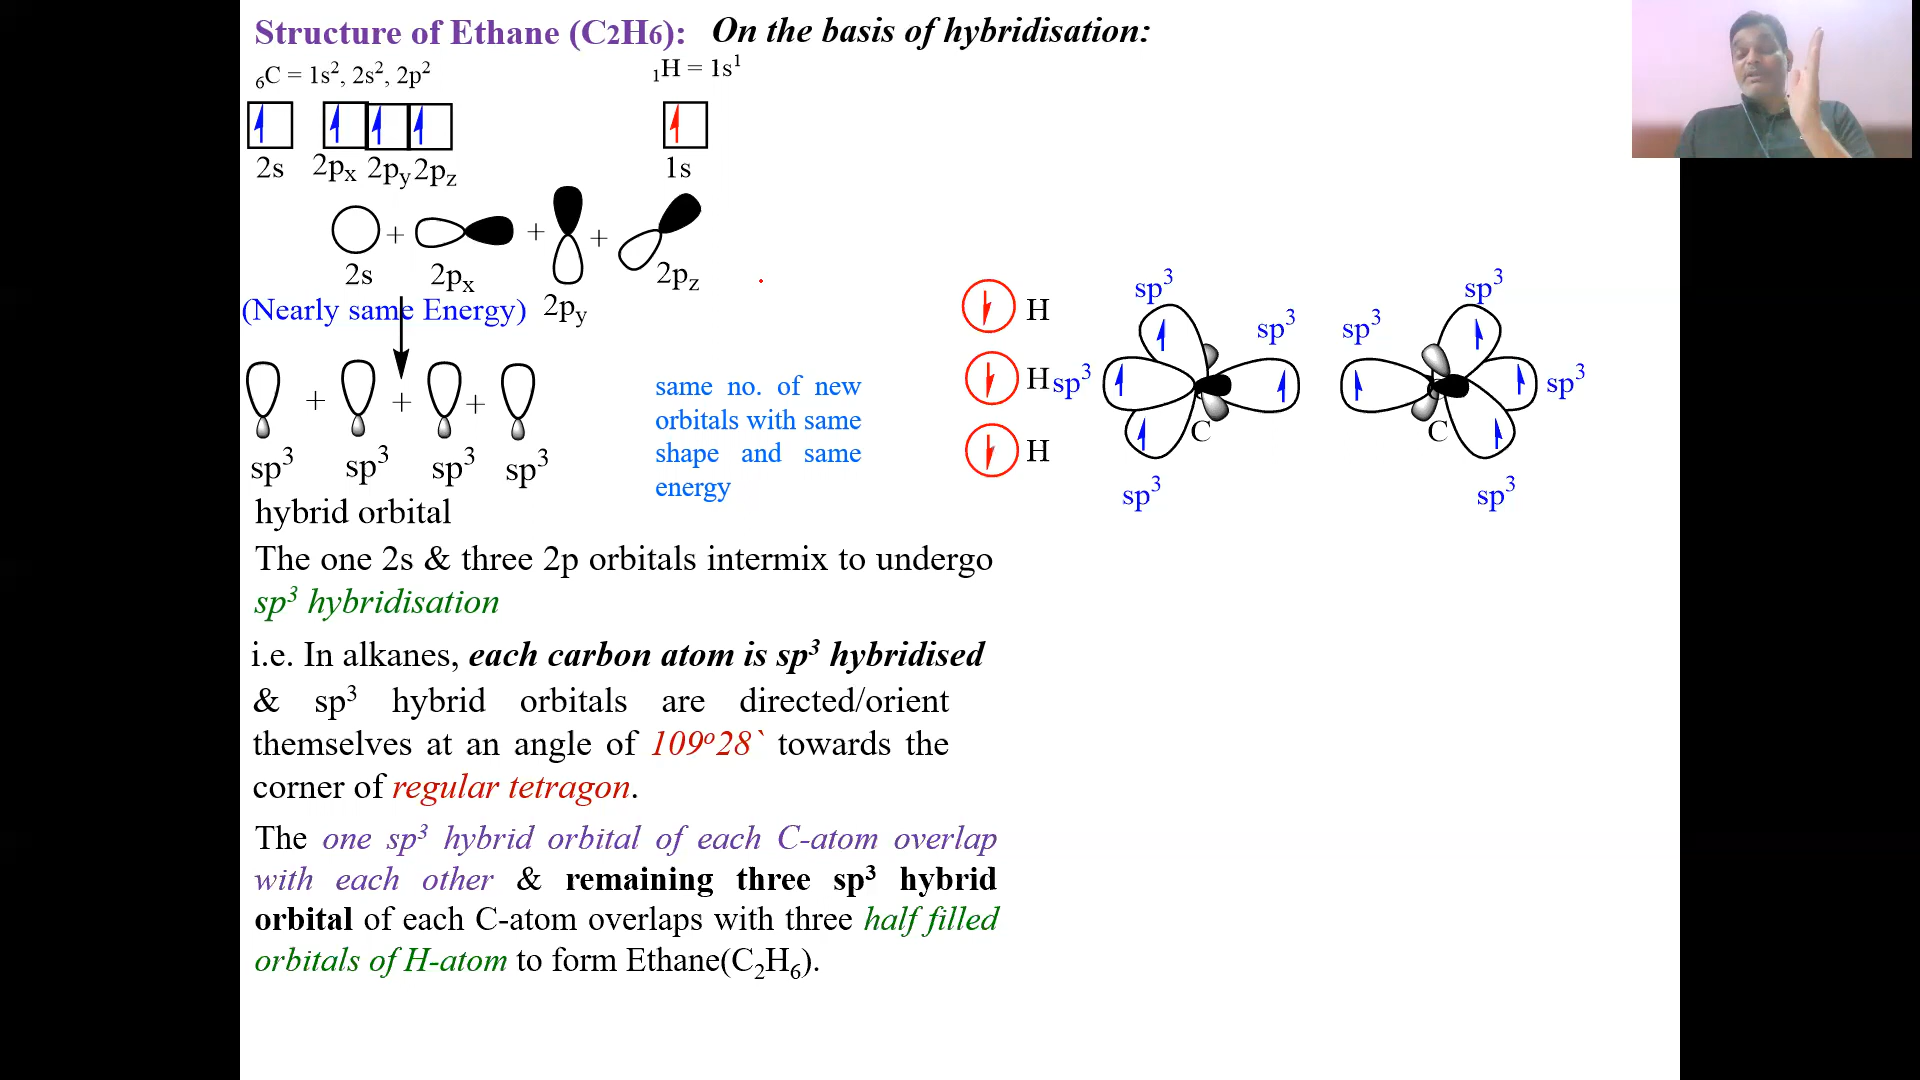 Structure of Ethane (C2H6): On the basis of hybridisation:
₆C = 1s², 2s², 2p² ₁H = 1s¹
2s 2pₓ 2pᵧ 2p_z 1s
+ + +
2s 2pₓ 2pᵧ 2p_z
(Nearly same Energy)
+ + +
sp³ sp³ sp³ sp³
hybrid orbital
same no. of new
orbitals with same
shape and same
energy
H
H
H
sp³ sp³
sp³ sp³
sp³ sp³
C C
sp³ sp³
The one 2s & three 2p orbitals intermix to undergo
sp³ hybridisation
i.e. In alkanes, each carbon atom is sp³ hybridised
& sp³ hybrid orbitals are directed/orient
themselves at an angle of 109º28` towards the
corner of regular tetragon.
The one sp³ hybrid orbital of each C-atom overlap
with each other & remaining three sp³ hybrid
orbital of each C-atom overlaps with three half filled
orbitals of H-atom to form Ethane(C₂H₆).